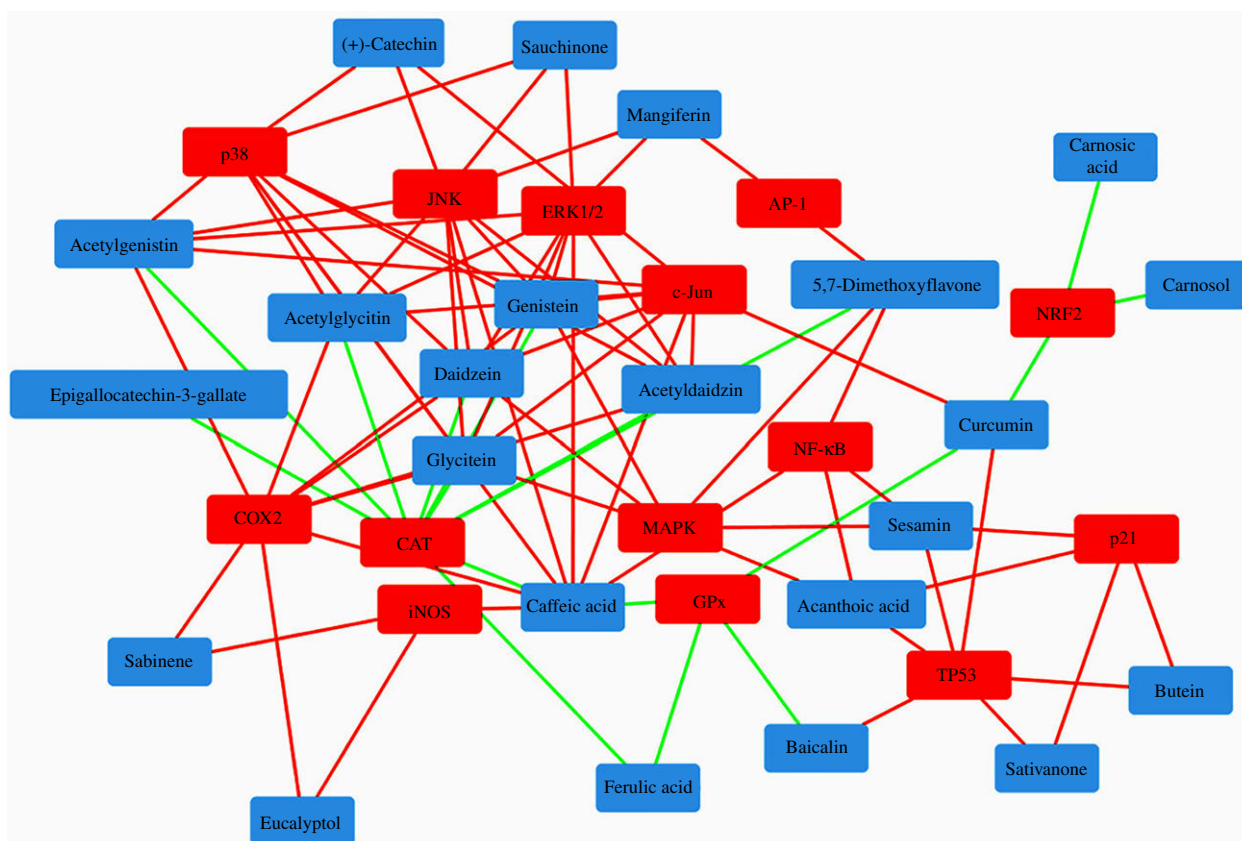 (+)-Catechin
Sauchinone
Mangiferin
p38
Carnosic
acid
JNK
ERK1/2
AP-1
Acetylgenistin
5,7-Dimethoxyflavone
Carnosol
Genistein
c-Jun
Acetylglycitin
NRF2
Daidzein
Epigallocatechin-3-gallate
Acetyldaidzin
Curcumin
NF-κB
Glycitein
COX2
CAT
MAPK
Sesamin
p21
iNOS
Caffeic acid
GPx
Acanthoic acid
Sabinene
TP53
Butein
Baicalin
Sativanone
Ferulic acid
Eucalyptol